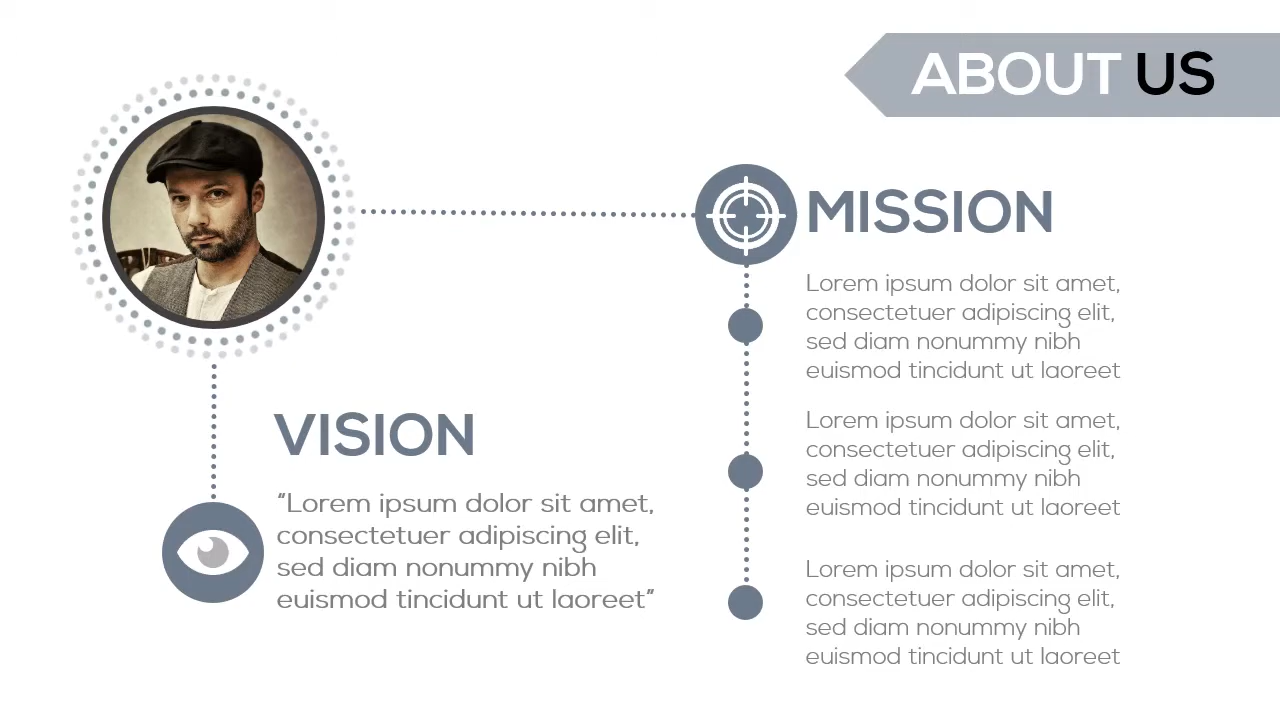 ABOUT US
MISSION
Lorem ipsum dolor sit amet,
consectetuer adipiscing elit,
sed diam nonummy nibh
euismod tincidunt ut laoreet
Lorem ipsum dolor sit amet,
consectetuer adipiscing elit,
sed diam nonummy nibh
euismod tincidunt ut laoreet
Lorem ipsum dolor sit amet,
consectetuer adipiscing elit,
sed diam nonummy nibh
euismod tincidunt ut laoreet
VISION
“Lorem ipsum dolor sit amet,
consectetuer adipiscing elit,
sed diam nonummy nibh
euismod tincidunt ut laoreet”